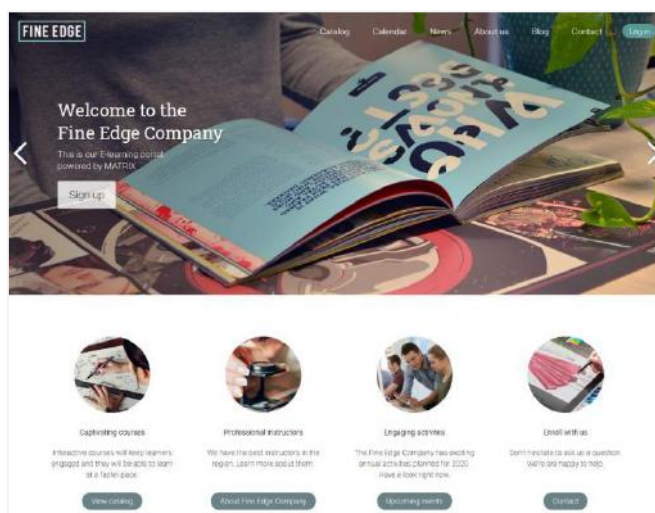 FINE EDGE
Catalog Calendar News About us Blog Contact Log in
Welcome to the
Fine Edge Company
This is our E-learning portal
powered by MATRIX
Sign up
Captivating courses
Interactive courses will keep learners
engaged and they will be able to learn
at a faster pace.
View catalog
Professional instructors
We have the best instructors in the
region. Learn more about them.
About Fine Edge Company
Engaging activities
The Fine Edge Company has exciting
annual activities planned for 2020.
Have a look right now.
Upcoming events
Enroll with us
Don't hesitate to ask us a question.
We're are happy to help.
Contact